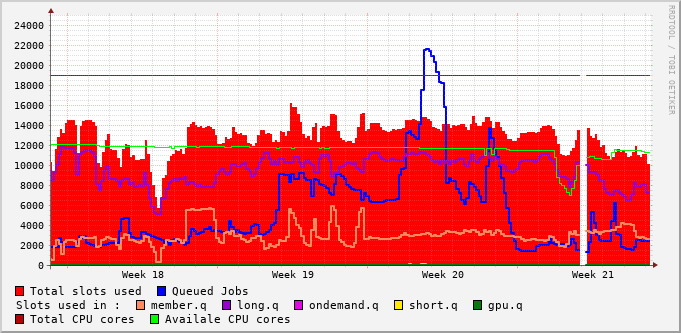 24000
22000
20000
18000
16000
14000
12000
10000
8000
6000
4000
2000
0
Week 18 Week 19 Week 20 Week 21
Total slots used Queued Jobs
Slots used in : member.q long.q ondemand.q short.q gpu.q
Total CPU cores Availale CPU cores
RRDTOOL / TOBI OETIKER